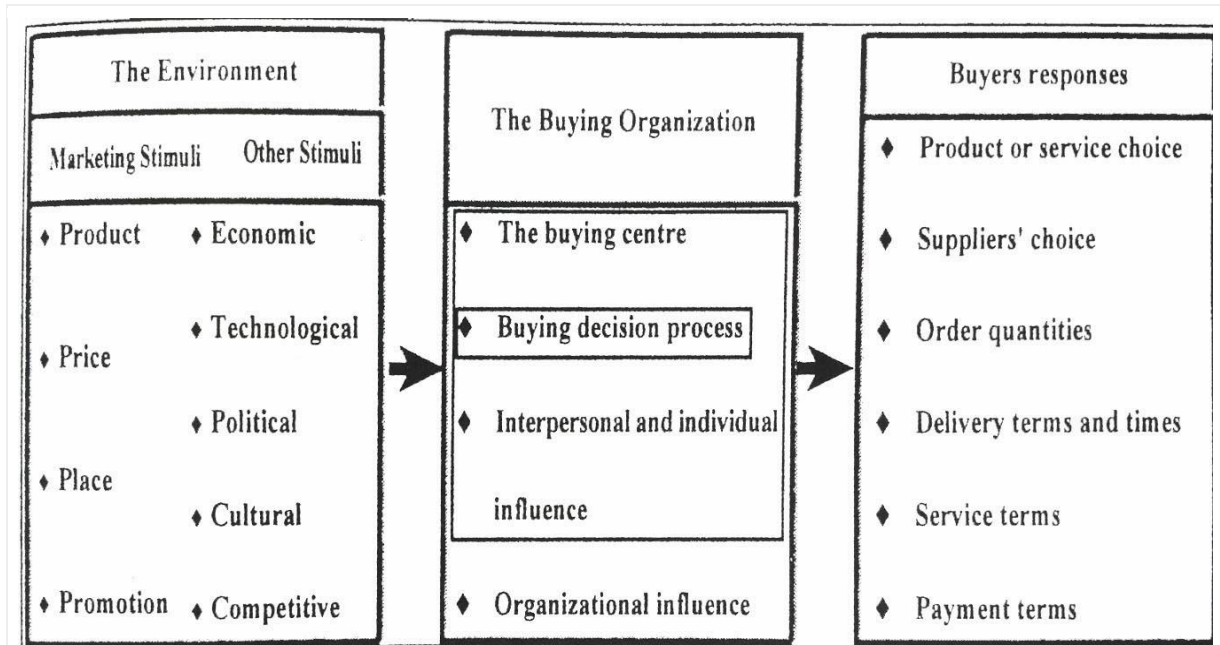 The Environment
Marketing Stimuli Other Stimuli
♦ Product
♦ Price
♦ Place
♦ Promotion
♦ Economic
♦ Technological
♦ Political
♦ Cultural
♦ Competitive
The Buying Organization
♦ The buying centre
♦ Buying decision process
♦ Interpersonal and individual
influence
♦ Organizational influence
Buyers responses
♦ Product or service choice
♦ Suppliers' choice
♦ Order quantities
♦ Delivery terms and times
♦ Service terms
♦ Payment terms